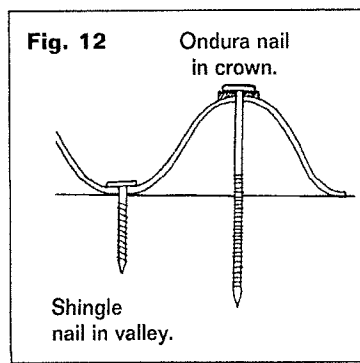 Fig. 12
Ondura nail
in crown.
Shingle
nail in valley.